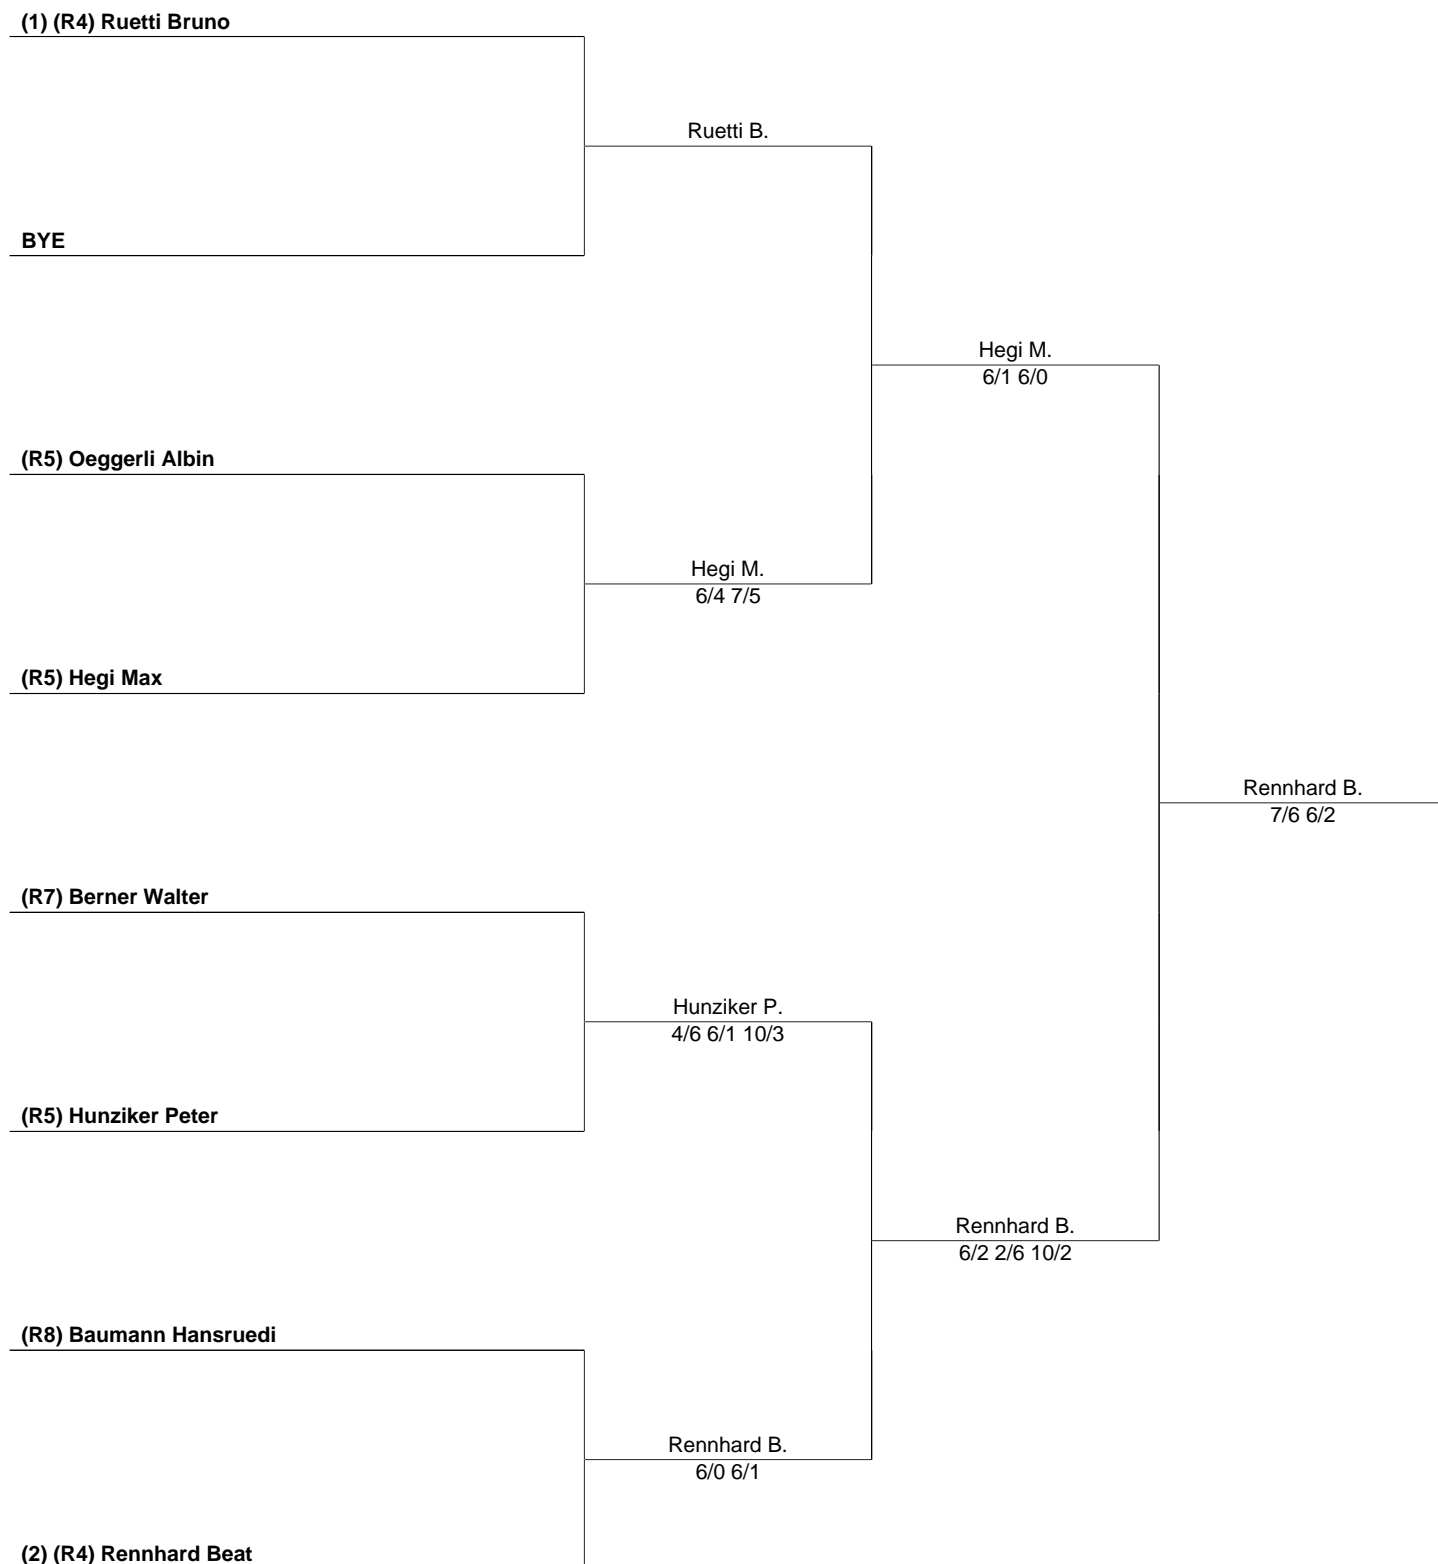 (1) (R4) Ruetti Bruno
Ruetti B.
BYE
Hegi M.
6/1 6/0
(R5) Oeggerli Albin
Hegi M.
6/4 7/5
(R5) Hegi Max
Rennhard B.
7/6 6/2
(R7) Berner Walter
Hunziker P.
4/6 6/1 10/3
(R5) Hunziker Peter
Rennhard B.
6/2 2/6 10/2
(R8) Baumann Hansruedi
Rennhard B.
6/0 6/1
(2) (R4) Rennhard Beat